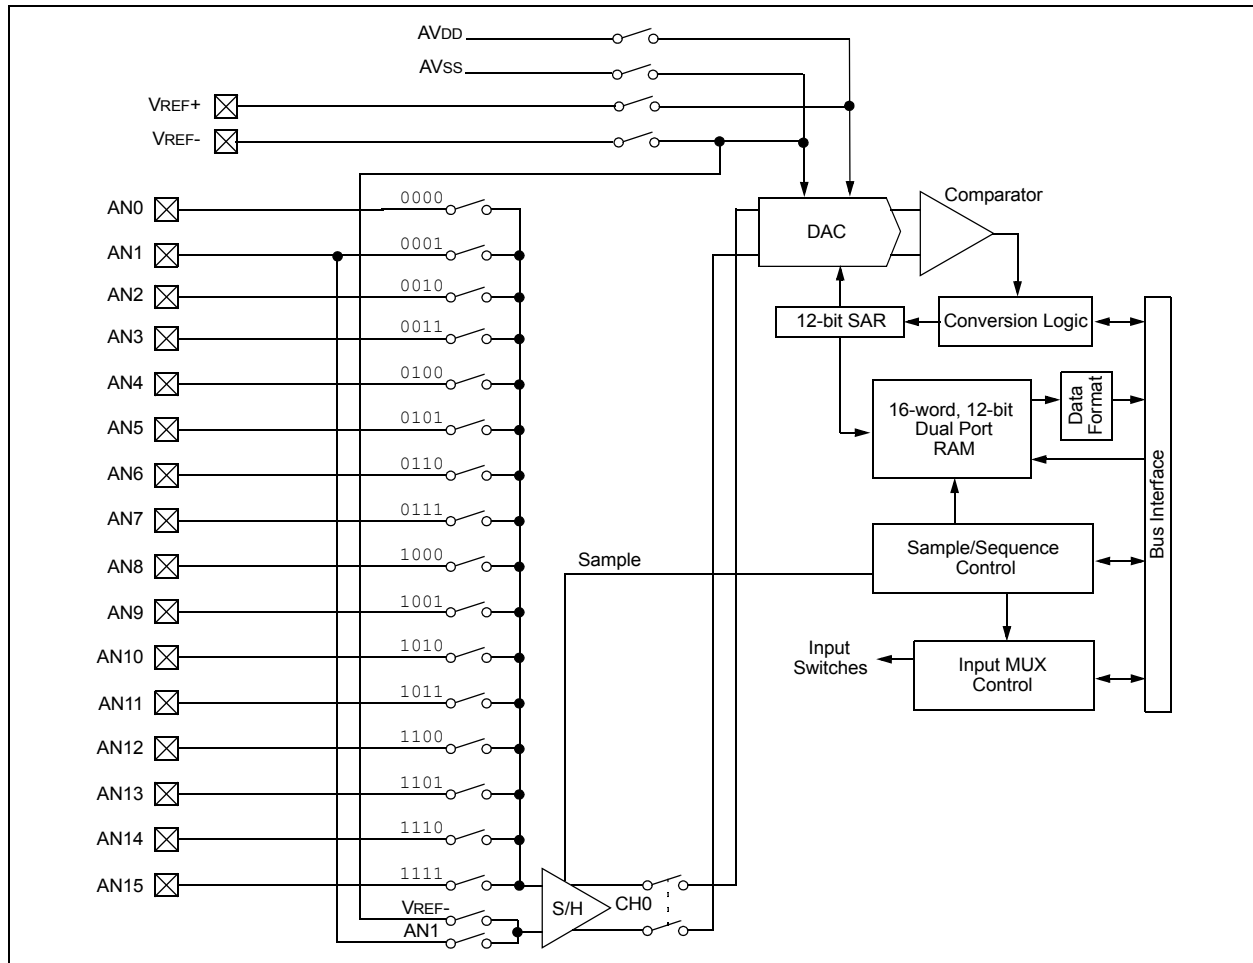 AVDD
AVSS
VREF+
VREF-
AN0
0000
AN1
0001
AN2
0010
AN3
0011
AN4
0100
AN5
0101
AN6
0110
AN7
0111
AN8
1000
AN9
1001
AN10
1010
AN11
1011
AN12
1100
AN13
1101
AN14
1110
AN15
1111
VREF-
AN1
S/H
CH0
Sample
DAC
Comparator
12-bit SAR
Conversion Logic
16-word, 12-bit
Dual Port
RAM
Data
Format
Bus Interface
Sample/Sequence
Control
Input
Switches
Input MUX
Control